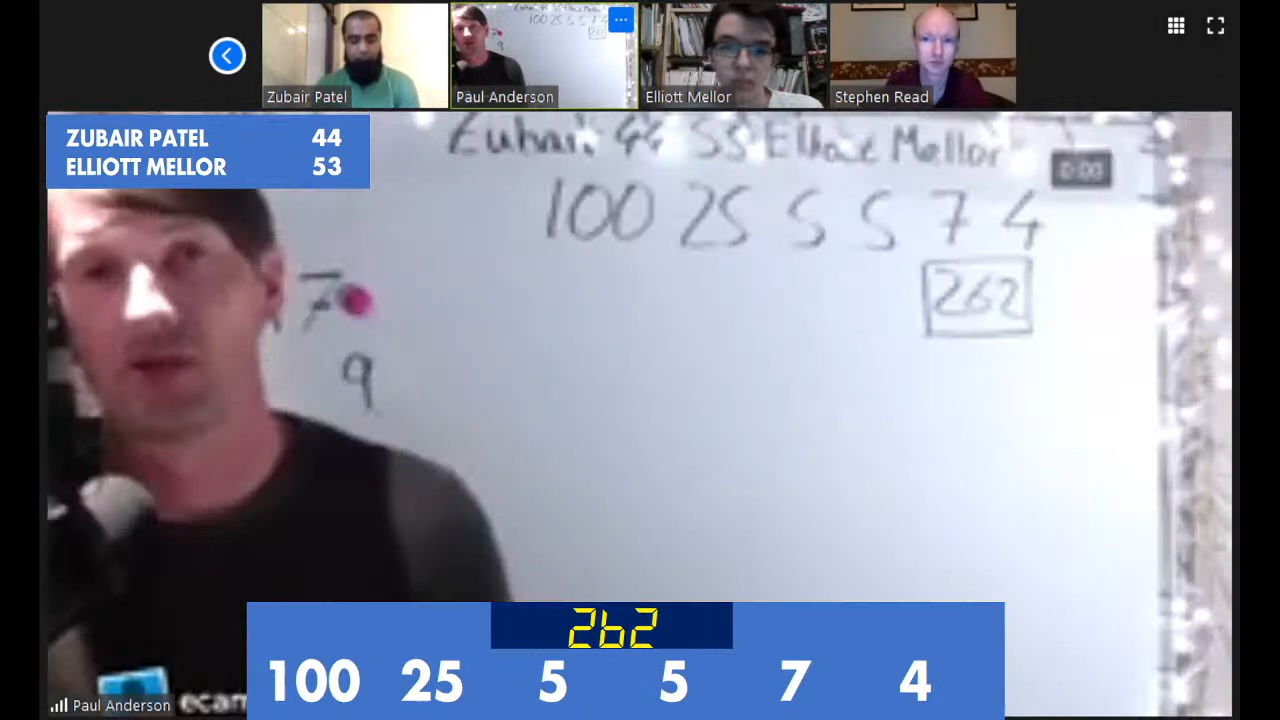 Zubair Patel
Paul Anderson
Elliott Mellor
Stephen Read
ZUBAIR PATEL 44
ELLIOTT MELLOR 53
Zubair 44 53 Elliott Mellor
0:00
100 25 5 5 7 4
262
7
9
262
100 25 5 5 7 4
Paul Anderson
ecam